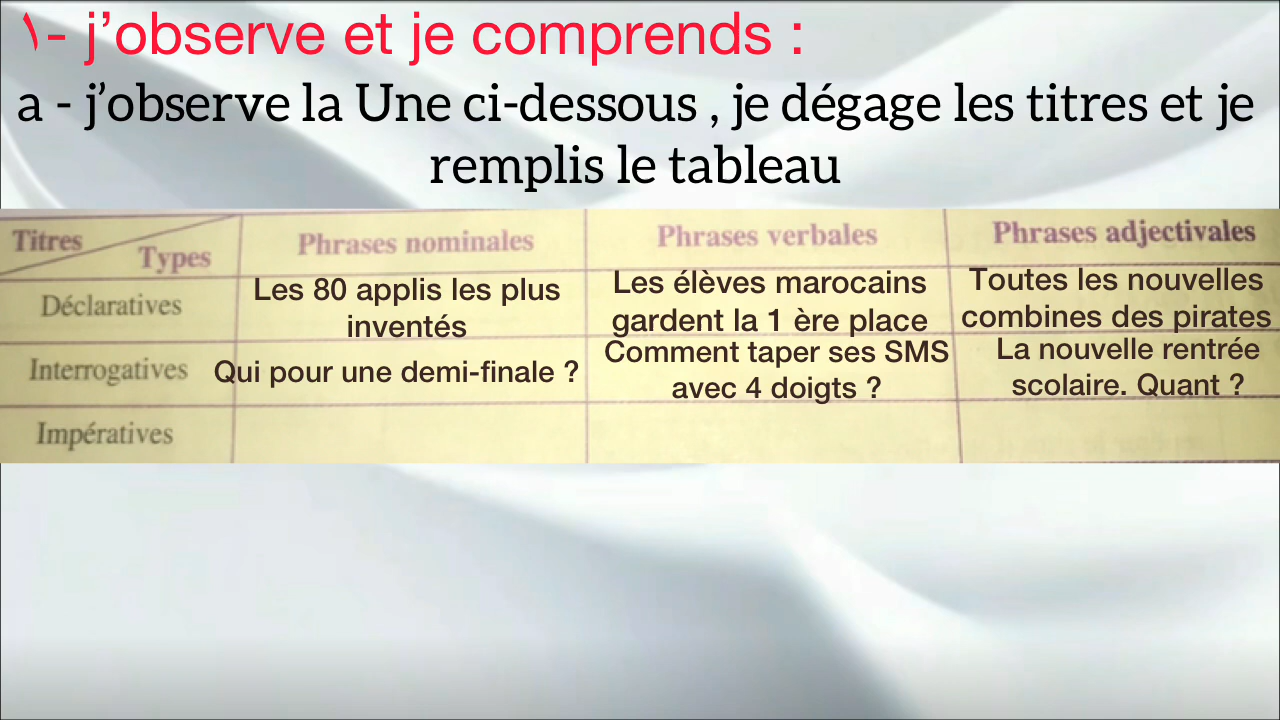 ١- j'observe et je comprends :
a - j'observe la Une ci-dessous , je dégage les titres et je
remplis le tableau
Titres
Types
Phrases nominales
Phrases verbales
Phrases adjectivales
Déclaratives
Les 80 applis les plus
inventés
Les élèves marocains
gardent la 1 ère place
Toutes les nouvelles
combines des pirates
Interrogatives
Qui pour une demi-finale ?
Comment taper ses SMS
avec 4 doigts ?
La nouvelle rentrée
scolaire. Quant ?
Impératives